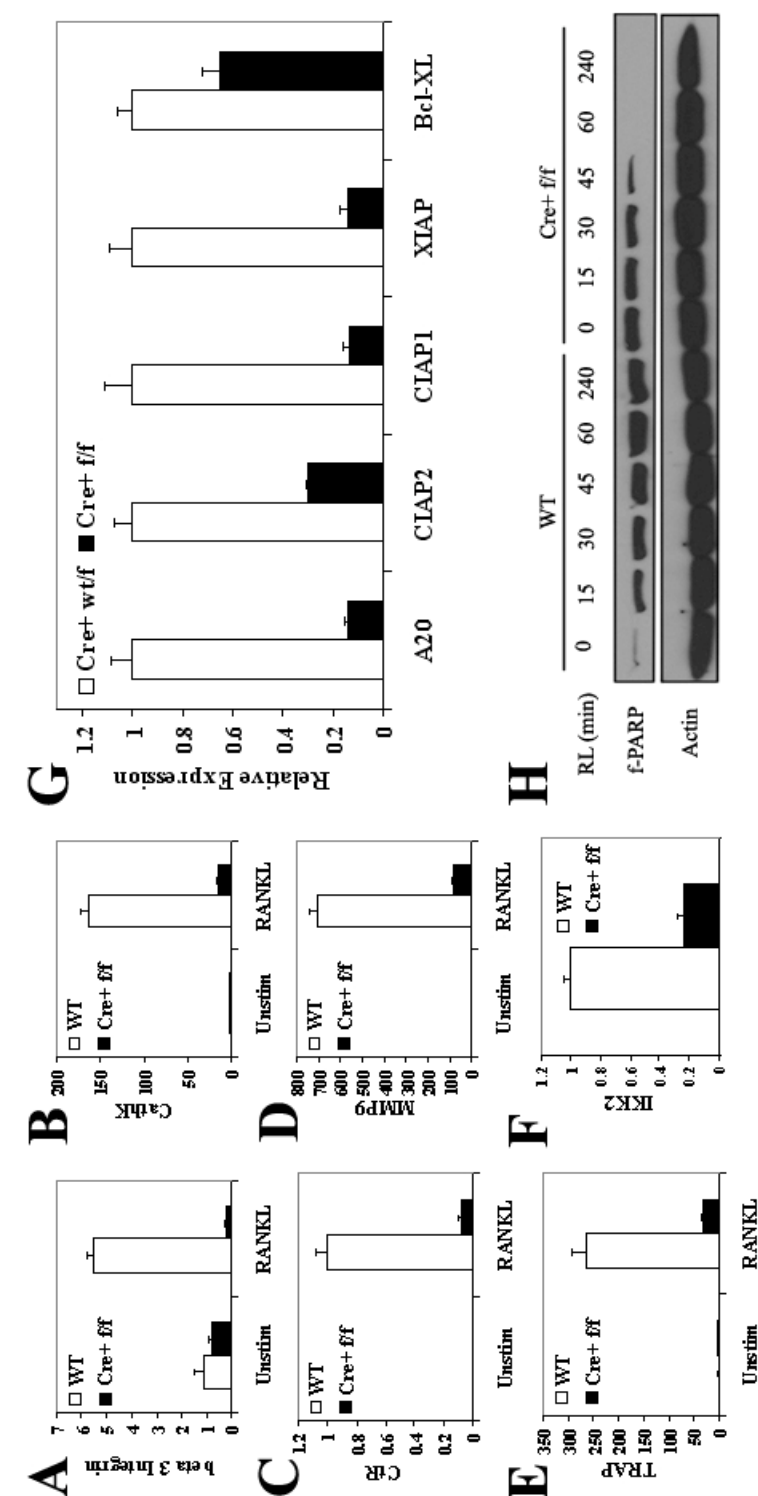 A
beta 3 Integrin
7
6
5
4
3
2
1
0
WT
Cre+ f/f
Unstim RANKL
B
CathK
200
150
100
50
0
WT
Cre+ f/f
Unstim RANKL
C
CtR
1.2
1
0.8
0.6
0.4
0.2
0
WT
Cre+ f/f
Unstim RANKL
D
MMP9
800
700
600
500
400
300
200
100
0
WT
Cre+ f/f
Unstim RANKL
E
TRAP
350
300
250
200
150
100
50
0
WT
Cre+ f/f
Unstim RANKL
F
IKK2
1.2
1
0.8
0.6
0.4
0.2
0
WT
Cre+ f/f
G
Relative Expression
1.2
1
0.8
0.6
0.4
0.2
0
Cre+ wt/f Cre+ f/f
A20 CIAP2 CIAP1 XIAP Bcl-XL
H
WT Cre+ f/f
RL (min) 0 15 30 45 60 240 0 15 30 45 60 240
f-PARP
Actin